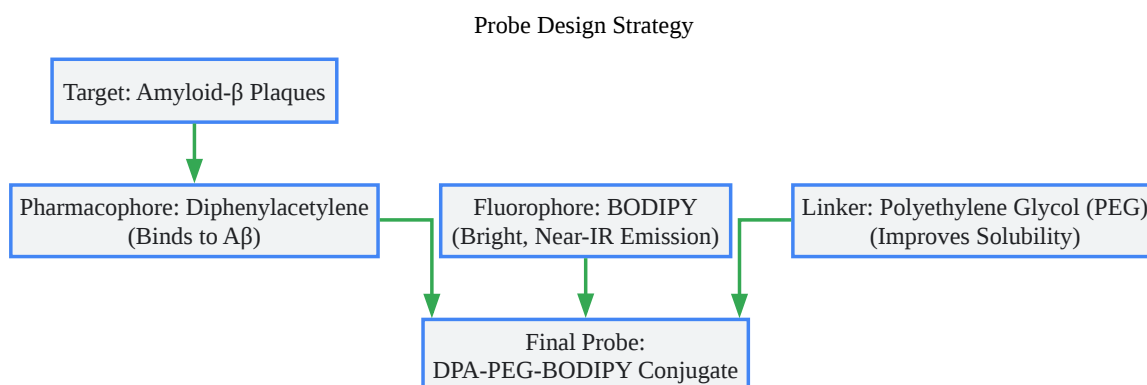 Probe Design Strategy
Target: Amyloid-β Plaques
Pharmacophore: Diphenylacetylene
(Binds to Aβ)
Fluorophore: BODIPY
(Bright, Near-IR Emission)
Linker: Polyethylene Glycol (PEG)
(Improves Solubility)
Final Probe:
DPA-PEG-BODIPY Conjugate